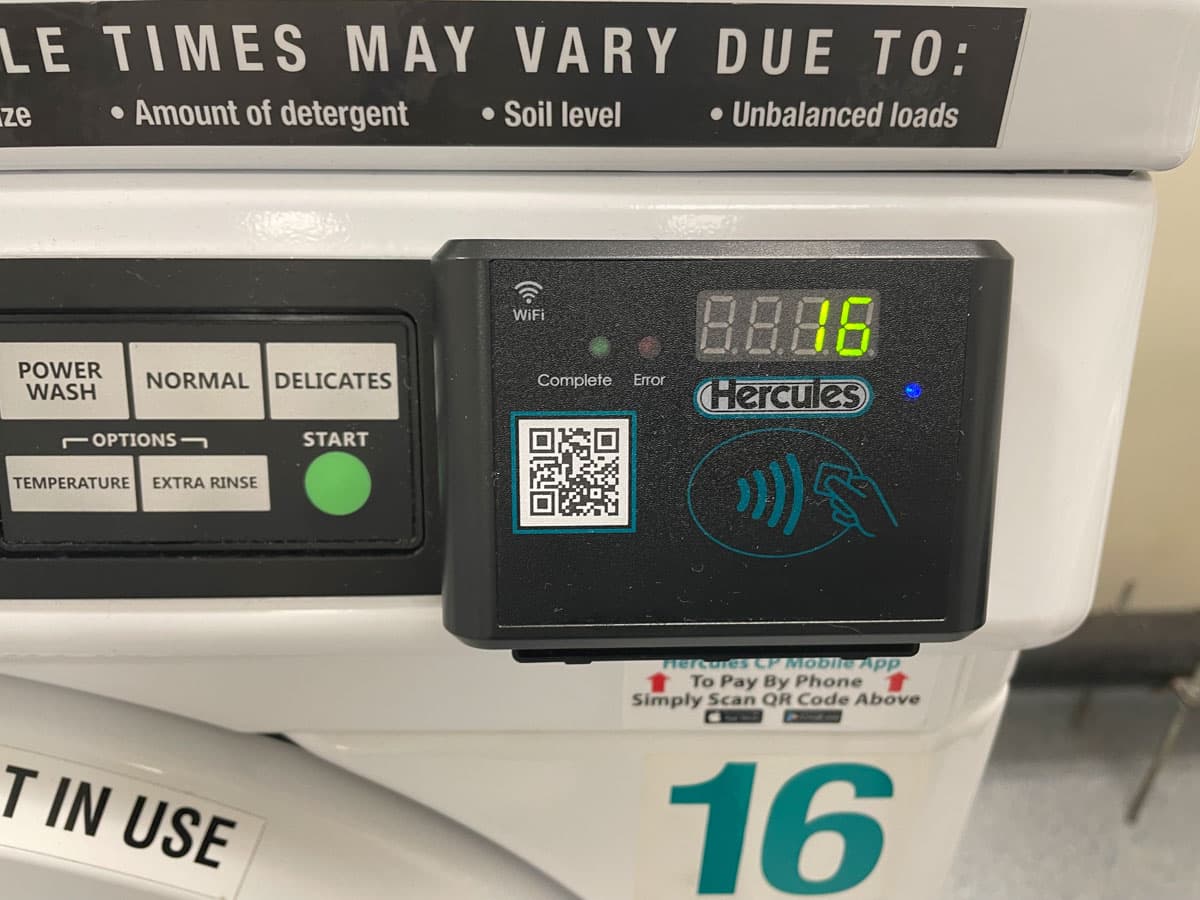 LE TIMES MAY VARY DUE TO:
ze • Amount of detergent • Soil level • Unbalanced loads
WiFi
16
Complete Error
Hercules
POWER
WASH
NORMAL
DELICATES
OPTIONS
START
TEMPERATURE
EXTRA RINSE
Hercules CP Mobile App
To Pay By Phone
Simply Scan QR Code Above
T IN USE
16